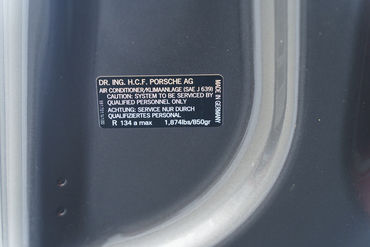 DR. ING. H.C.F. PORSCHE AG
AIR CONDITIONER/KLIMAANLAGE (SAE J 639)
CAUTION: SYSTEM TO BE SERVICED BY
QUALIFIED PERSONNEL ONLY
ACHTUNG: SERVICE NUR DURCH
QUALIFIZIERTES PERSONAL
R 134 a max 1,874lbs/850gr
MADE IN GERMANY